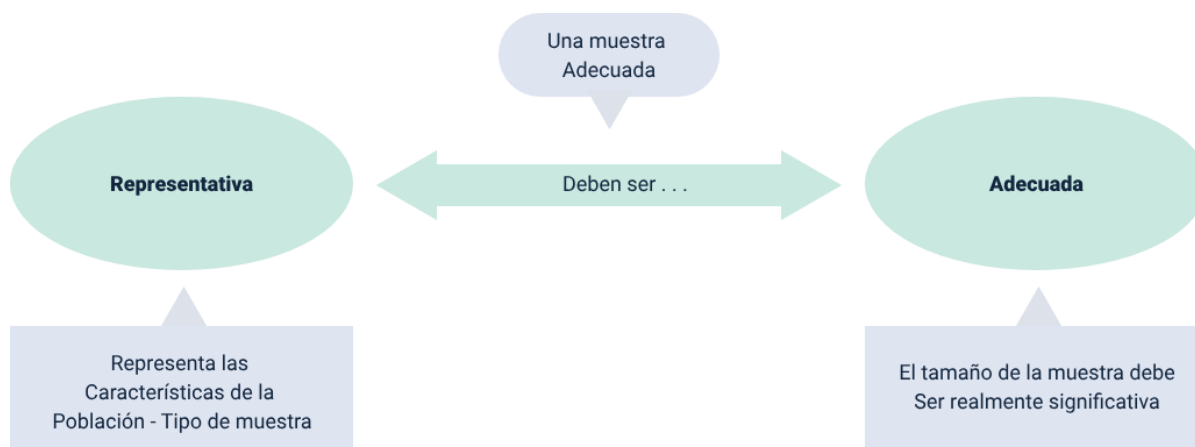 Una muestra
Adecuada
Representativa
Deben ser . . .
Adecuada
Representa las
Características de la
Población - Tipo de muestra
El tamaño de la muestra debe
Ser realmente significativa